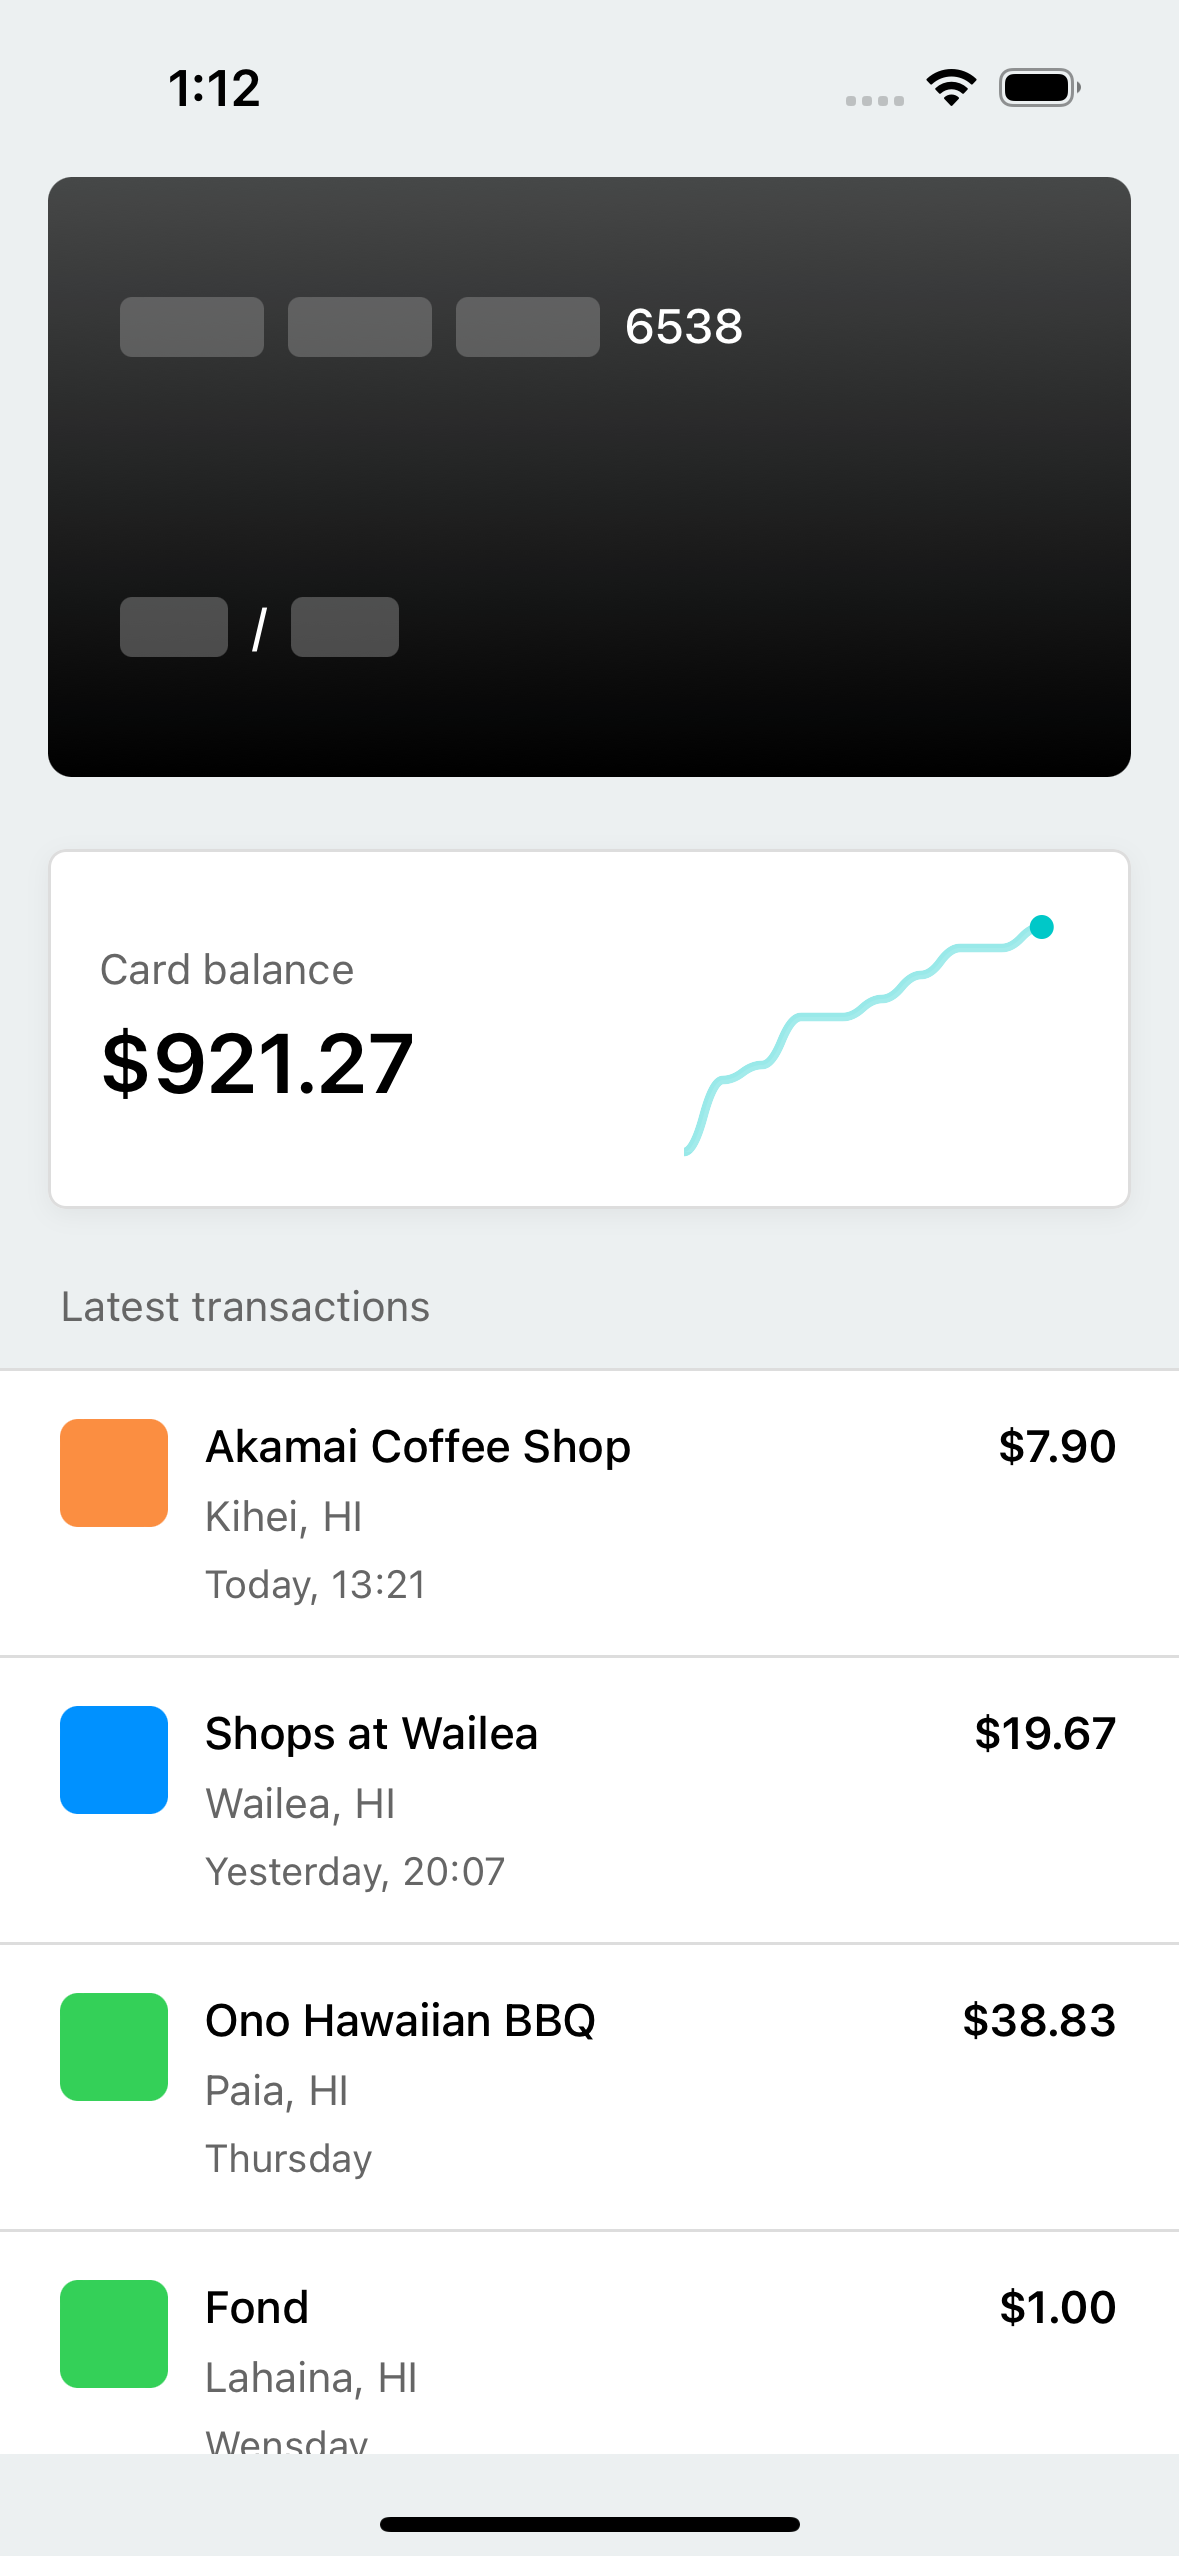 1:12
6538
/
Card balance
$921.27
Latest transactions
Akamai Coffee Shop
$7.90
Kihei, HI
Today, 13:21
Shops at Wailea
$19.67
Wailea, HI
Yesterday, 20:07
Ono Hawaiian BBQ
$38.83
Paia, HI
Thursday
Fond
$1.00
Lahaina, HI
Wensday